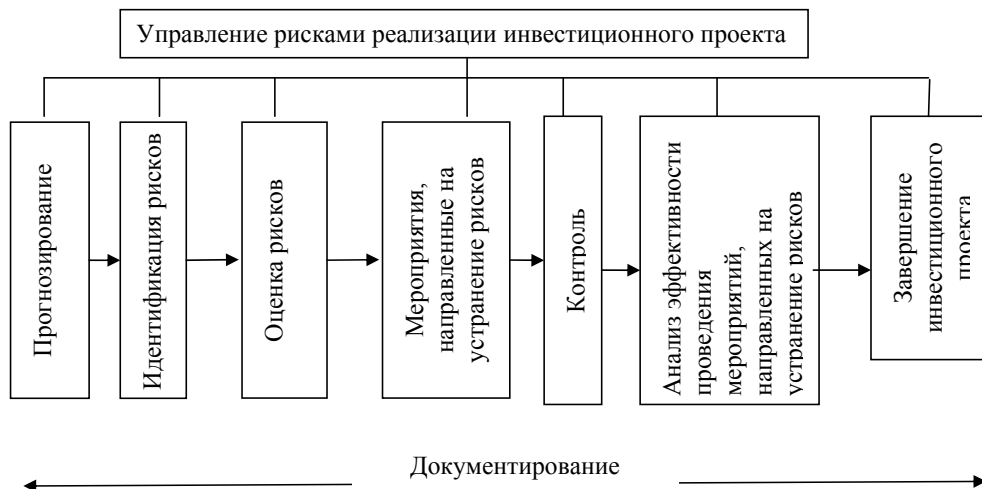 Управление рисками реализации инвестиционного проекта
Прогнозирование
Идентификация рисков
Оценка рисков
Мероприятия,
направленные на
устранение рисков
Контроль
Анализ эффективности
проведения
мероприятий,
направленных на
устранение рисков
Завершение
инвестиционного
проекта
Документирование